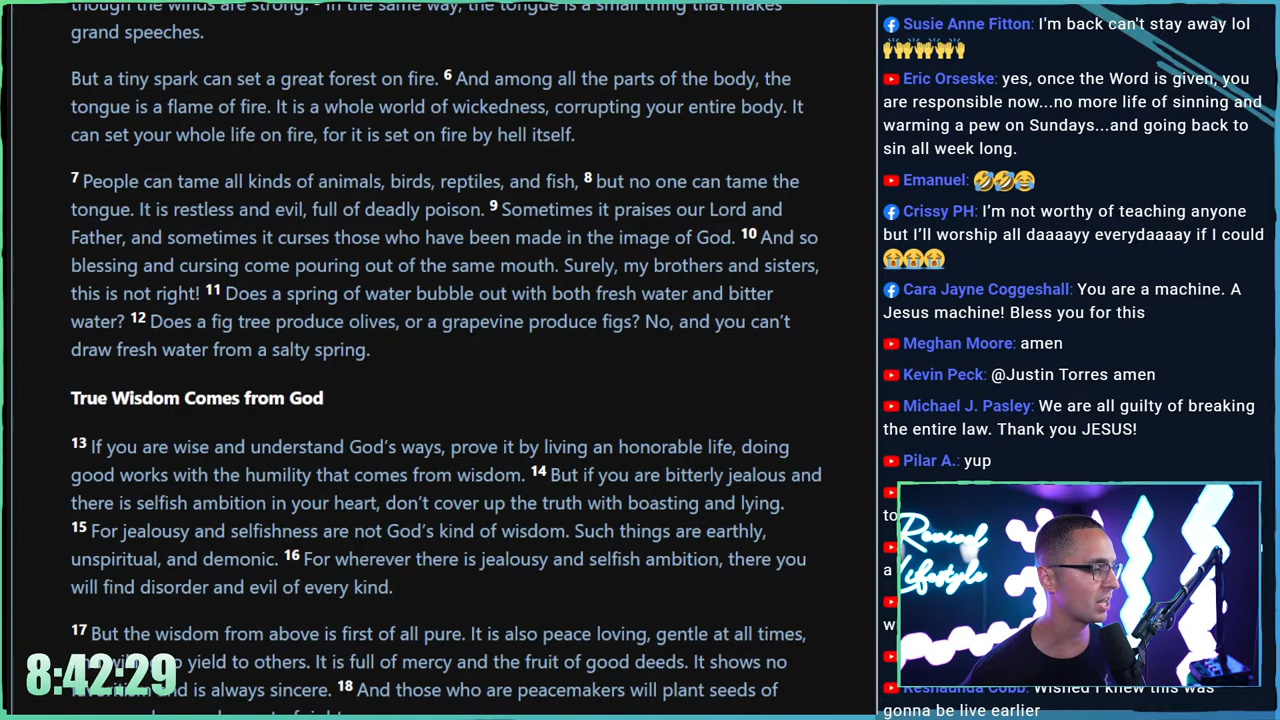 though the winds are strong. In the same way, the tongue is a small thing that makes
grand speeches.
But a tiny spark can set a great forest on fire. 6 And among all the parts of the body, the
tongue is a flame of fire. It is a whole world of wickedness, corrupting your entire body. It
can set your whole life on fire, for it is set on fire by hell itself.
7 People can tame all kinds of animals, birds, reptiles, and fish, 8 but no one can tame the
tongue. It is restless and evil, full of deadly poison. 9 Sometimes it praises our Lord and
Father, and sometimes it curses those who have been made in the image of God. 10 And so
blessing and cursing come pouring out of the same mouth. Surely, my brothers and sisters,
this is not right! 11 Does a spring of water bubble out with both fresh water and bitter
water? 12 Does a fig tree produce olives, or a grapevine produce figs? No, and you can’t
draw fresh water from a salty spring.
True Wisdom Comes from God
13 If you are wise and understand God’s ways, prove it by living an honorable life, doing
good works with the humility that comes from wisdom. 14 But if you are bitterly jealous and
there is selfish ambition in your heart, don’t cover up the truth with boasting and lying.
15 For jealousy and selfishness are not God’s kind of wisdom. Such things are earthly,
unspiritual, and demonic. 16 For wherever there is jealousy and selfish ambition, there you
will find disorder and evil of every kind.
17 But the wisdom from above is first of all pure. It is also peace loving, gentle at all times,
yield to others. It is full of mercy and the fruit of good deeds. It shows no
is always sincere. 18 And those who are peacemakers will plant seeds of
8:42:29
Susie Anne Fitton: I'm back can't stay away lol
🙌🙌🙌🙌🙌
Eric Orseske: yes, once the Word is given, you
are responsible now...no more life of sinning and
warming a pew on Sundays...and going back to
sin all week long.
Emanuel: 🤣🤣😂
Crissy PH: I’m not worthy of teaching anyone
but I’ll worship all daaaayy everydaaaay if I could
😭😭😭
Cara Jayne Coggeshall: You are a machine. A
Jesus machine! Bless you for this
Meghan Moore: amen
Kevin Peck: @Justin Torres amen
Michael J. Pasley: We are all guilty of breaking
the entire law. Thank you JESUS!
Pilar A.: yup
to
a
w
Reshaunda Cobb: Wished I knew this was
gonna be live earlier
Revival
Lifestyle